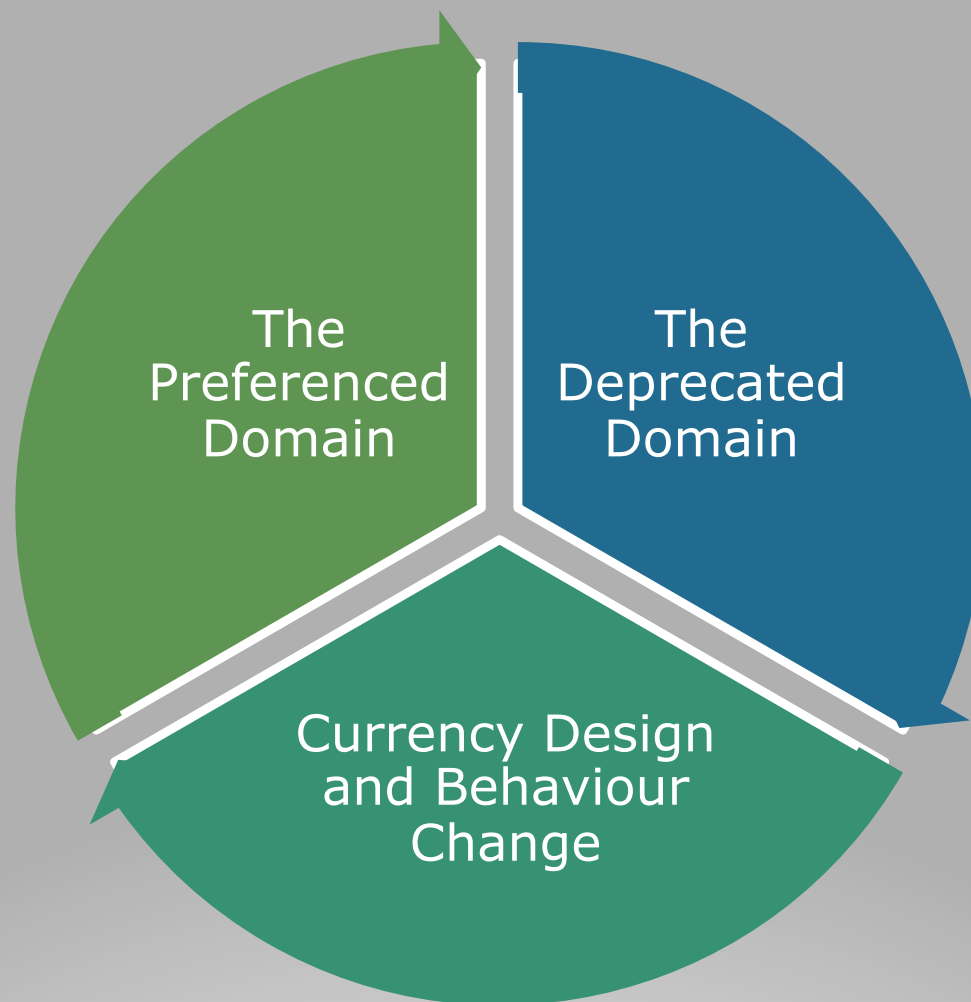 The
Preferenced
Domain
The
Deprecated
Domain
Currency Design
and Behaviour
Change